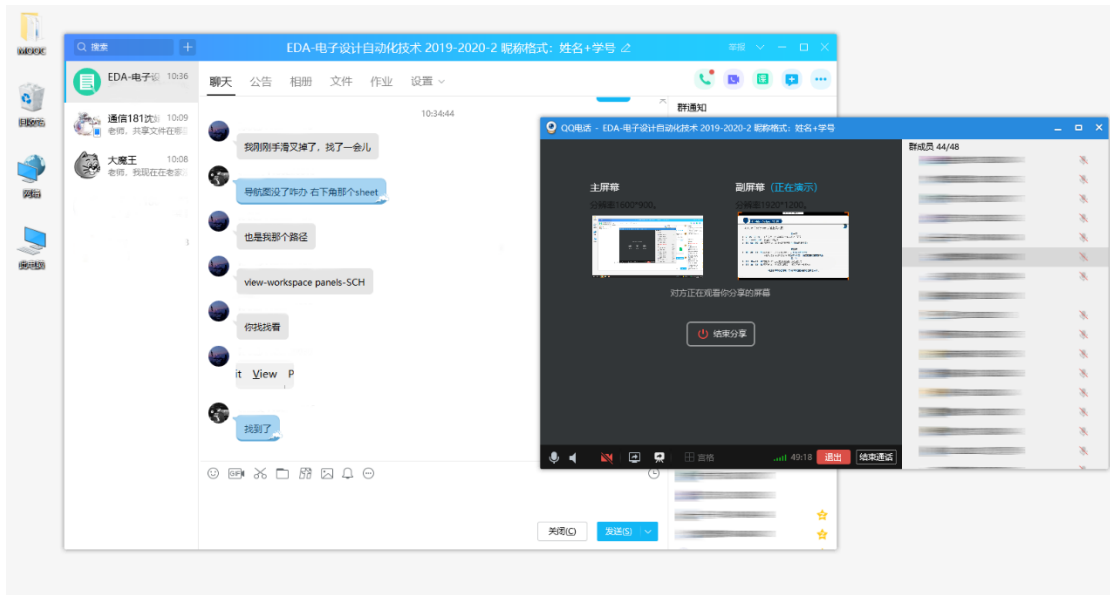 MOOC
回收站
网络
此电脑
搜索
EDA-电子设计自动化技术 2019-2020-2 昵称格式：姓名+学号
举报
EDA-电子设 10:36
通信181沈 10:09
老师，共享文件在哪
大魔王 10:08
老师，我现在在老家
聊天 公告 相册 文件 作业 设置
10:34:44
我刚刚手滑又掉了，找了一会儿
导航图没了咋办 右下角那个sheet
也是我那个路径
view-workspace panels-SCH
你找找看
it View P
找到了
GIF
关闭(C) 发送(S)
群通知
QQ电话 - EDA-电子设计自动化技术 2019-2020-2 昵称格式：姓名+学号
主屏幕
分辨率1600*900。
副屏幕（正在演示）
分辨率1920*1200。
对方正在观看你分享的屏幕
结束分享
宫格 49:18 退出 结束通话
群成员 44/48